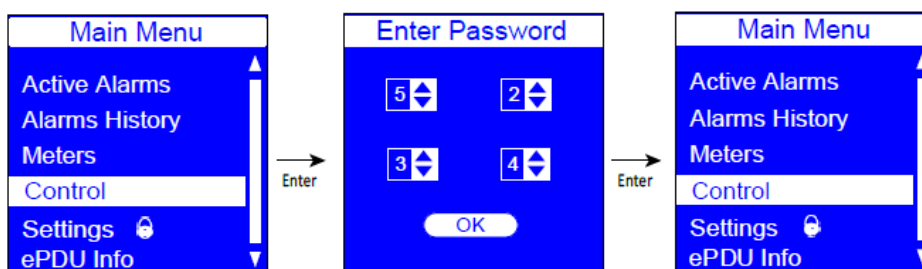 Main Menu
Active Alarms
Alarms History
Meters
Control
Settings
ePDU Info
Enter
Enter Password
5 2
3 4
OK
Enter
Main Menu
Active Alarms
Alarms History
Meters
Control
Settings
ePDU Info